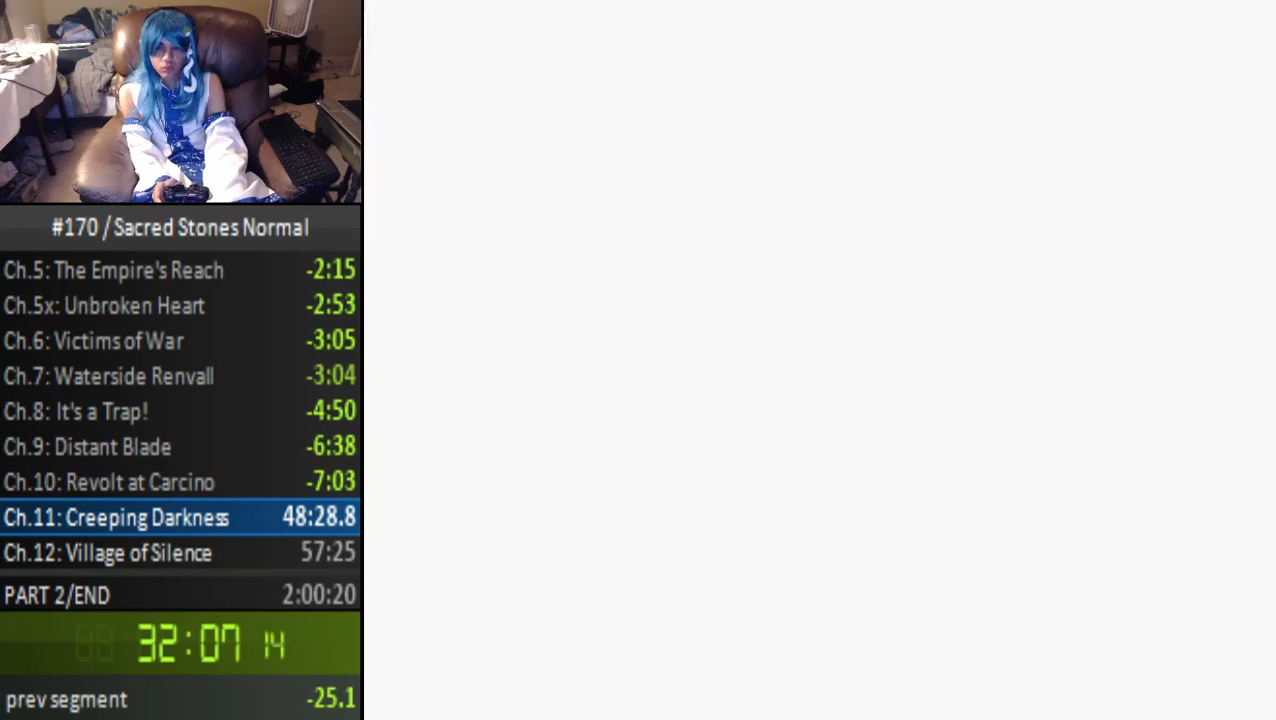 #170 / Sacred Stones Normal
Ch.5: The Empire's Reach -2:15
Ch.5x: Unbroken Heart -2:53
Ch.6: Victims of War -3:05
Ch.7: Waterside Renvall -3:04
Ch.8: It's a Trap! -4:50
Ch.9: Distant Blade -6:38
Ch.10: Revolt at Carcino -7:03
Ch.11: Creeping Darkness 48:28.8
Ch.12: Village of Silence 57:25
PART 2/END 2:00:20
32:07 14
prev segment -25.1